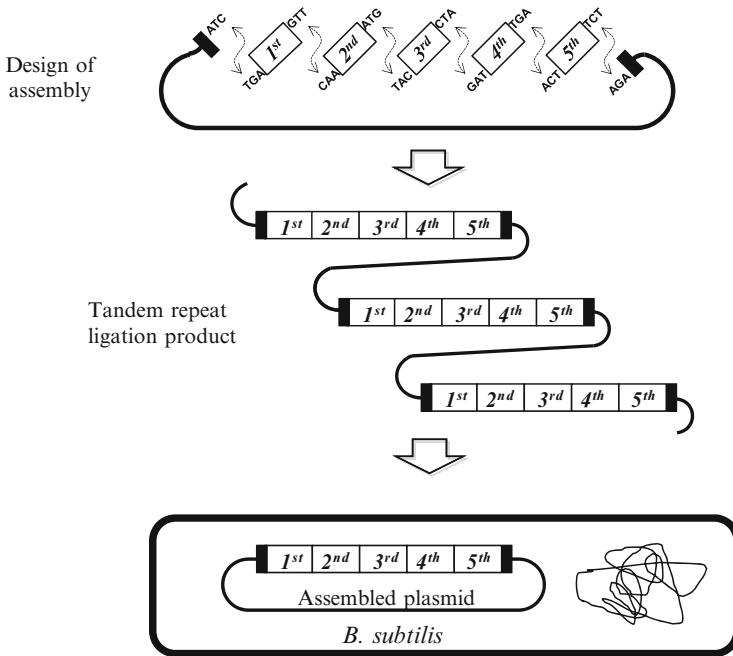 ATC GTT ATG CTA TGA TCT
1st 2nd 3rd 4th 5th
TGA CAA TAC GAT ACT AGA
Design of
assembly
1st 2nd 3rd 4th 5th
1st 2nd 3rd 4th 5th
Tandem repeat
ligation product
1st 2nd 3rd 4th 5th
1st 2nd 3rd 4th 5th
Assembled plasmid
B. subtilis